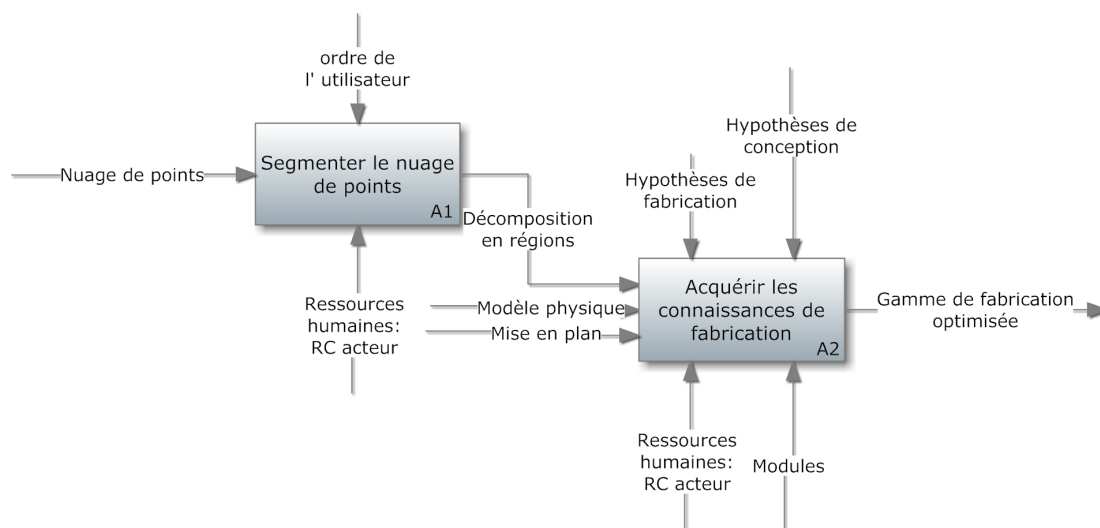 ordre de
l' utilisateur
Nuage de points
Segmenter le nuage
de points
A1
Hypothèses de
conception
Hypothèses de
fabrication
Décomposition
en régions
Ressources
humaines:
RC acteur
Modèle physique
Mise en plan
Acquérir les
connaissances de
fabrication
A2
Gamme de fabrication
optimisée
Ressources
humaines:
RC acteur
Modules